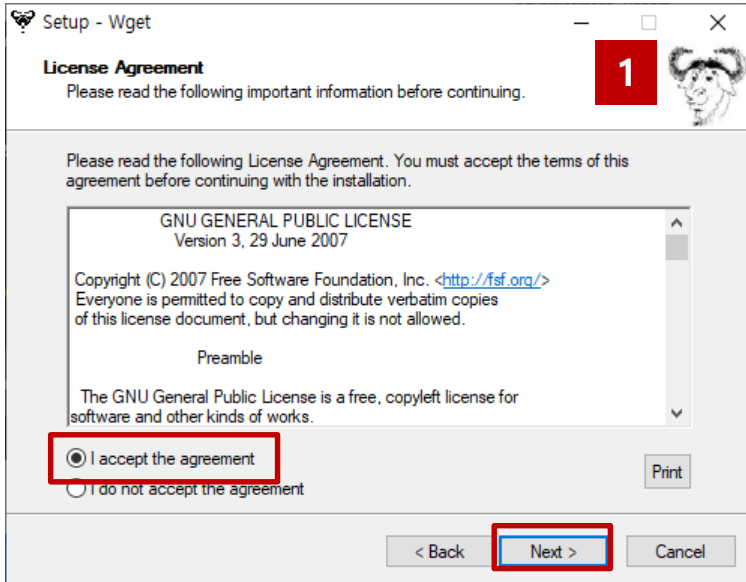 Setup - Wget
License Agreement
Please read the following important information before continuing.
1
Please read the following License Agreement. You must accept the terms of this
agreement before continuing with the installation.
GNU GENERAL PUBLIC LICENSE
Version 3, 29 June 2007
Copyright (C) 2007 Free Software Foundation, Inc. <http://fsf.org/>
Everyone is permitted to copy and distribute verbatim copies
of this license document, but changing it is not allowed.
Preamble
The GNU General Public License is a free, copyleft license for
software and other kinds of works.
I accept the agreement
I do not accept the agreement
Print
< Back
Next >
Cancel